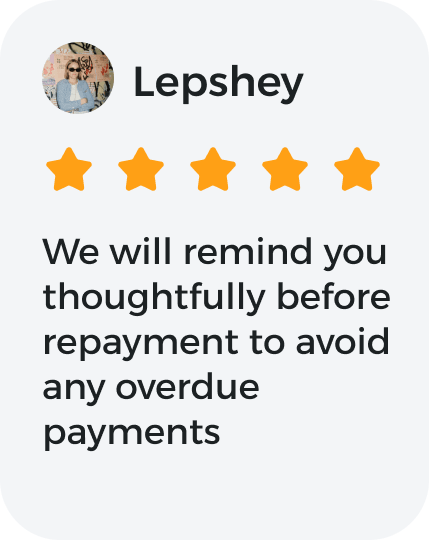 Lepshey
We will remind you
thoughtfully before
repayment to avoid
any overdue
payments